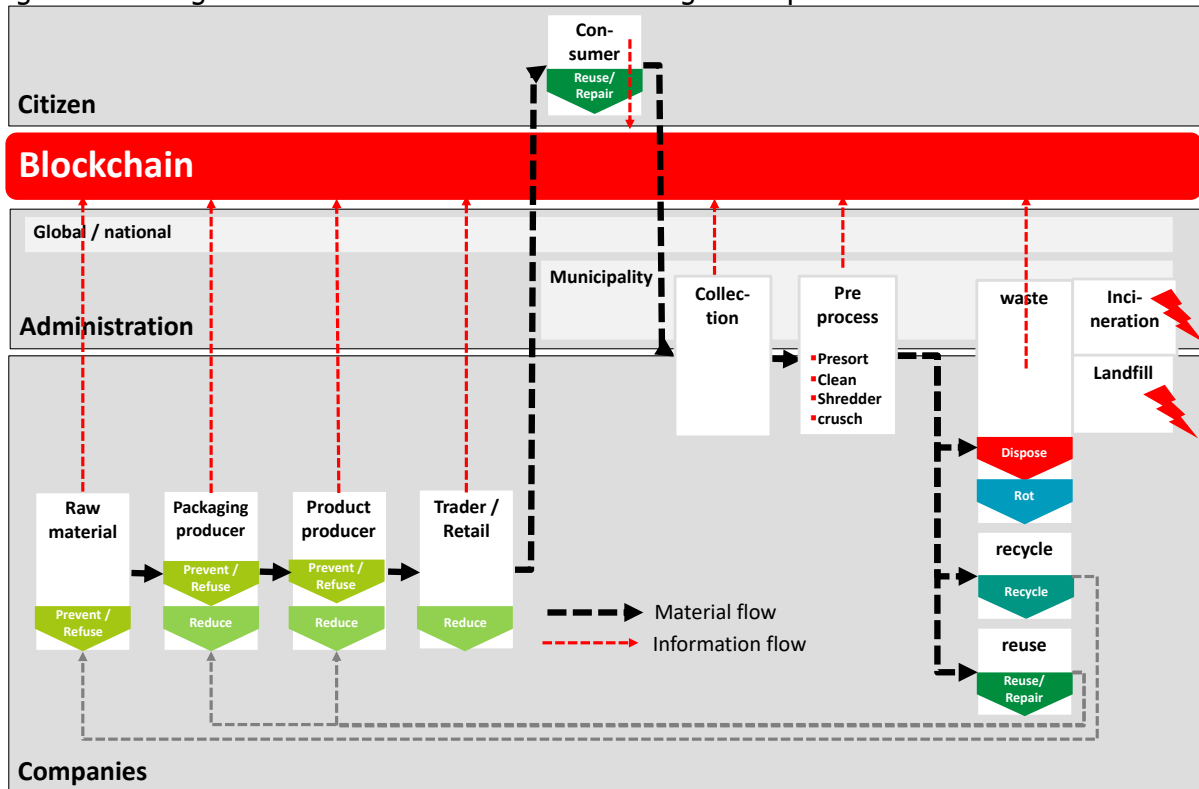 Con-
sumer
Reuse/
Repair
Citizen
Blockchain
Global / national
Municipality
Administration
Collec-
tion
Pre
process
Presort
Clean
Shredder
crusch
waste
Inci-
neration
Landfill
Dispose
Rot
Raw
material
Prevent /
Refuse
Packaging
producer
Prevent /
Refuse
Reduce
Product
producer
Prevent /
Refuse
Reduce
Trader /
Retail
Reduce
recycle
Recycle
reuse
Reuse/
Repair
Material flow
Information flow
Companies